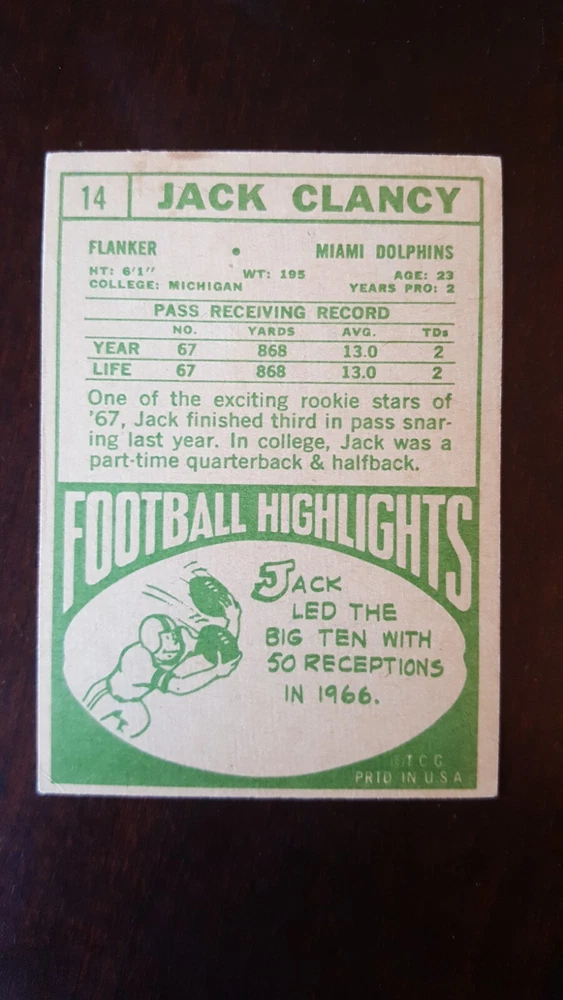 14 JACK CLANCY
FLANKER • MIAMI DOLPHINS
HT: 6'1" WT: 195 AGE: 23
COLLEGE: MICHIGAN YEARS PRO: 2
PASS RECEIVING RECORD
NO. YARDS AVG. TDs
YEAR 67 868 13.0 2
LIFE 67 868 13.0 2
One of the exciting rookie stars of
'67, Jack finished third in pass snar-
ing last year. In college, Jack was a
part-time quarterback & halfback.
FOOTBALL HIGHLIGHTS
JACK
LED THE
BIG TEN WITH
50 RECEPTIONS
IN 1966.
T.C.G.
PRTD IN U.S.A